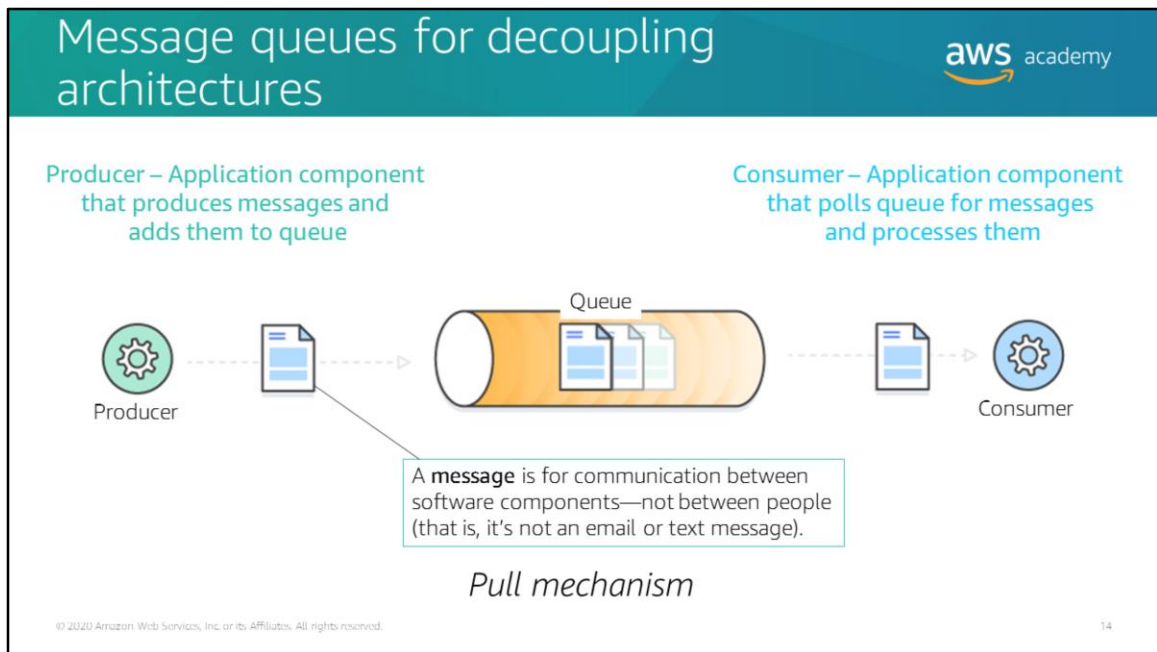 Message queues for decoupling
architectures
aws academy
Producer – Application component
that produces messages and
adds them to queue
Consumer – Application component
that polls queue for messages
and processes them
Queue
Producer
Consumer
A message is for communication between
software components—not between people
(that is, it's not an email or text message).
Pull mechanism
© 2020 Amazon Web Services, Inc. or its Affiliates. All rights reserved.
14